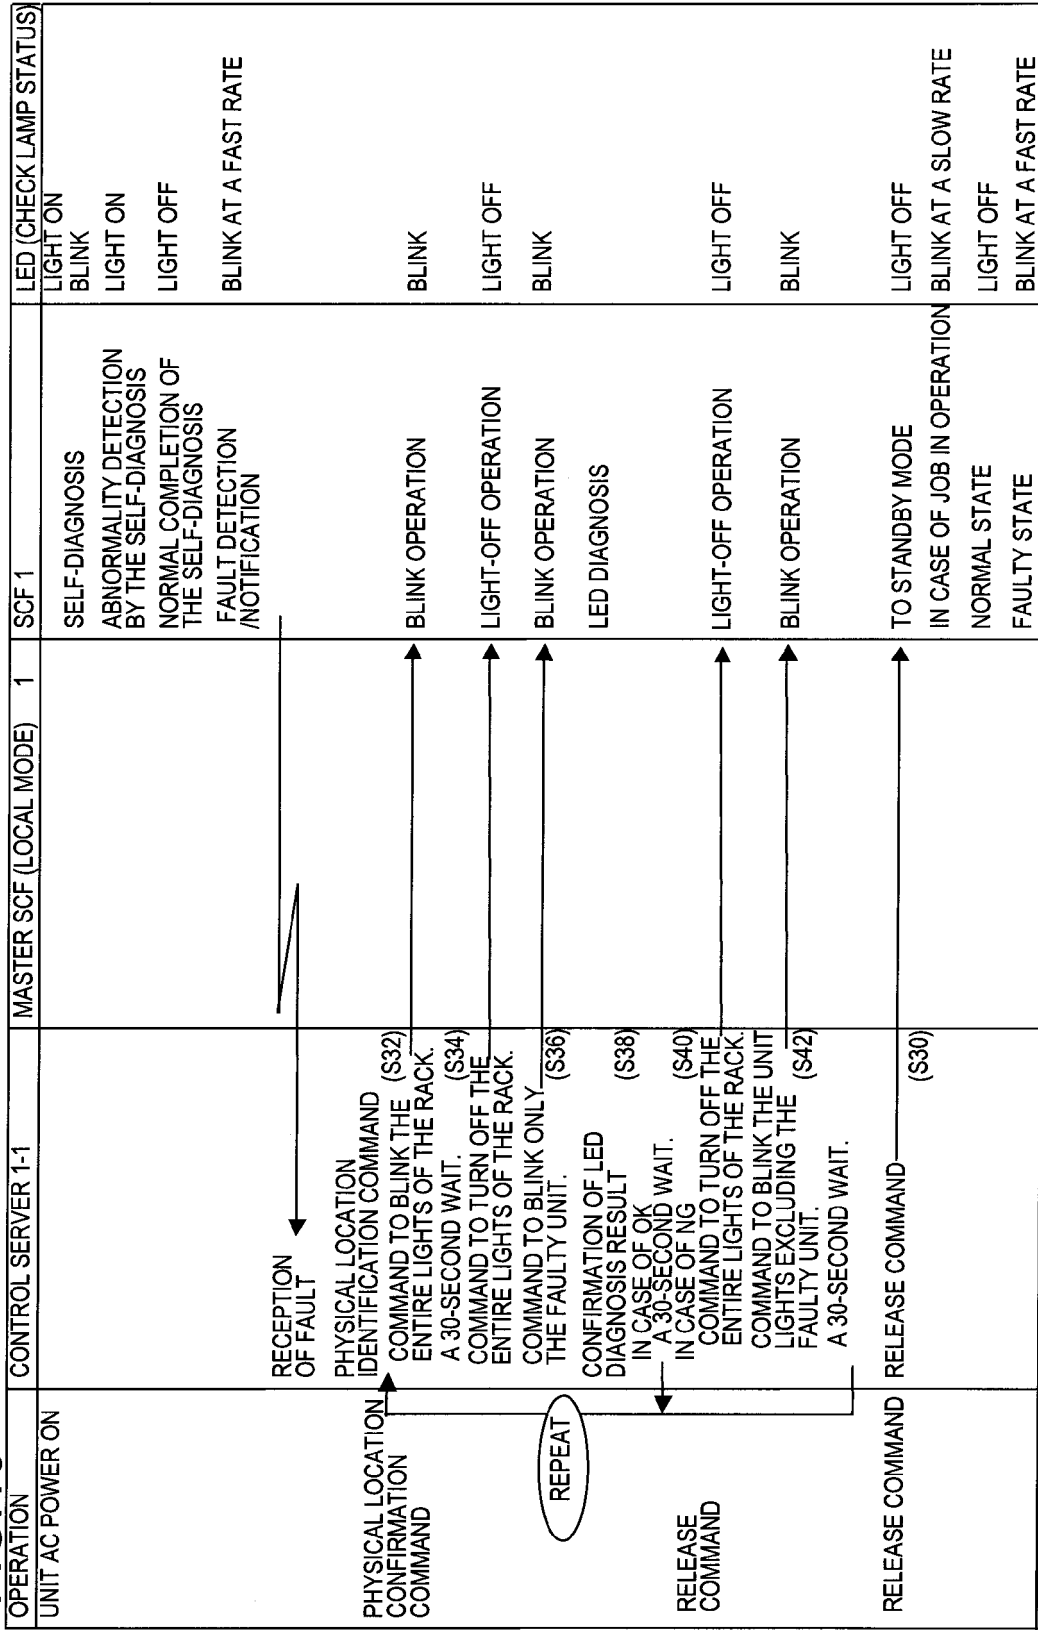 OPERATION
UNIT AC POWER ON
PHYSICAL LOCATION
CONFIRMATION
COMMAND
REPEAT
RELEASE
COMMAND
RELEASE COMMAND
CONTROL SERVER 1-1
RECEPTION
OF FAULT
PHYSICAL LOCATION
IDENTIFICATION COMMAND
(S32)
COMMAND TO BLINK THE
ENTIRE LIGHTS OF THE RACK.
(S34)
A 30-SECOND WAIT.
COMMAND TO TURN OFF THE
ENTIRE LIGHTS OF THE RACK.
COMMAND TO BLINK ONLY
THE FAULTY UNIT.
(S36)
CONFIRMATION OF LED
DIAGNOSIS RESULT
(S38)
IN CASE OF OK
A 30-SECOND WAIT.
IN CASE OF NG
(S40)
COMMAND TO TURN OFF THE
ENTIRE LIGHTS OF THE RACK.
COMMAND TO BLINK THE UNIT
LIGHTS EXCLUDING THE
FAULTY UNIT.
(S42)
A 30-SECOND WAIT.
RELEASE COMMAND
(S30)
MASTER SCF (LOCAL MODE) 1
SCF 1
SELF-DIAGNOSIS
ABNORMALITY DETECTION
BY THE SELF-DIAGNOSIS
NORMAL COMPLETION OF
THE SELF-DIAGNOSIS
FAULT DETECTION
/NOTIFICATION
BLINK OPERATION
LIGHT-OFF OPERATION
BLINK OPERATION
LED DIAGNOSIS
LIGHT-OFF OPERATION
BLINK OPERATION
TO STANDBY MODE
IN CASE OF JOB IN OPERATION
NORMAL STATE
FAULTY STATE
LED (CHECK LAMP STATUS)
LIGHT ON
BLINK
LIGHT ON
LIGHT OFF
BLINK AT A FAST RATE
BLINK
LIGHT OFF
BLINK
LIGHT OFF
BLINK
LIGHT OFF
BLINK AT A SLOW RATE
LIGHT OFF
BLINK AT A FAST RATE